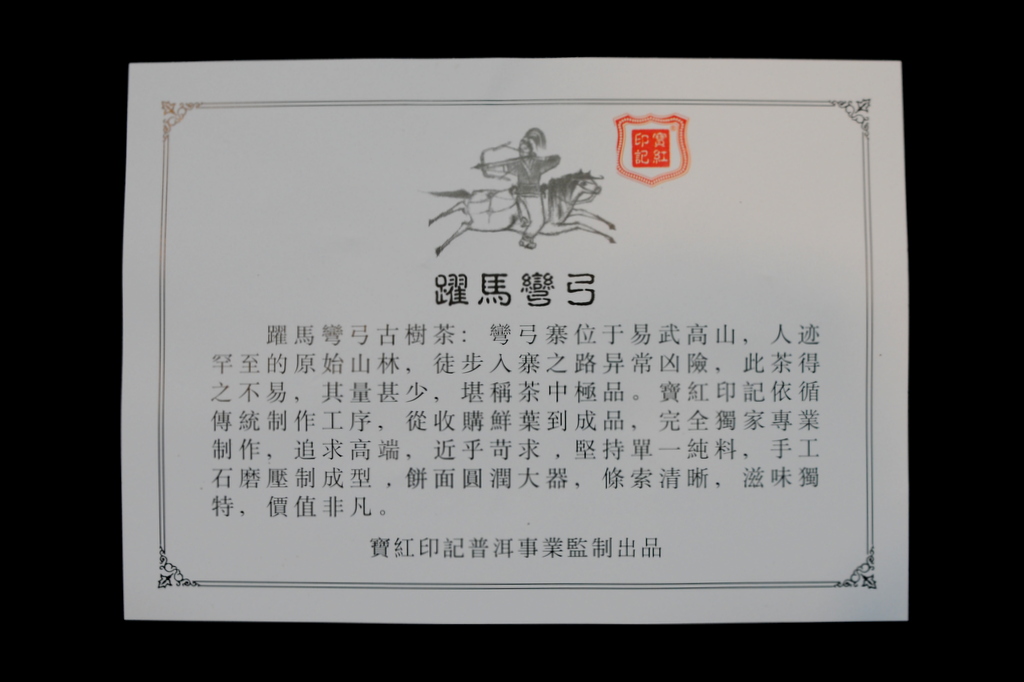 寶紅
印記
躍馬彎弓
躍馬彎弓古樹茶：彎弓寨位于易武高山，人迹
罕至的原始山林，徒步入寨之路异常凶險，此茶得
之不易，其量甚少，堪稱茶中極品。寶紅印記依循
傳統制作工序，從收購鮮葉到成品，完全獨家專業
制作，追求高端，近乎苛求，堅持單一純料，手工
石磨壓制成型，餅面圓潤大器，條索清晰，滋味獨
特，價值非凡。
寶紅印記普洱事業監制出品